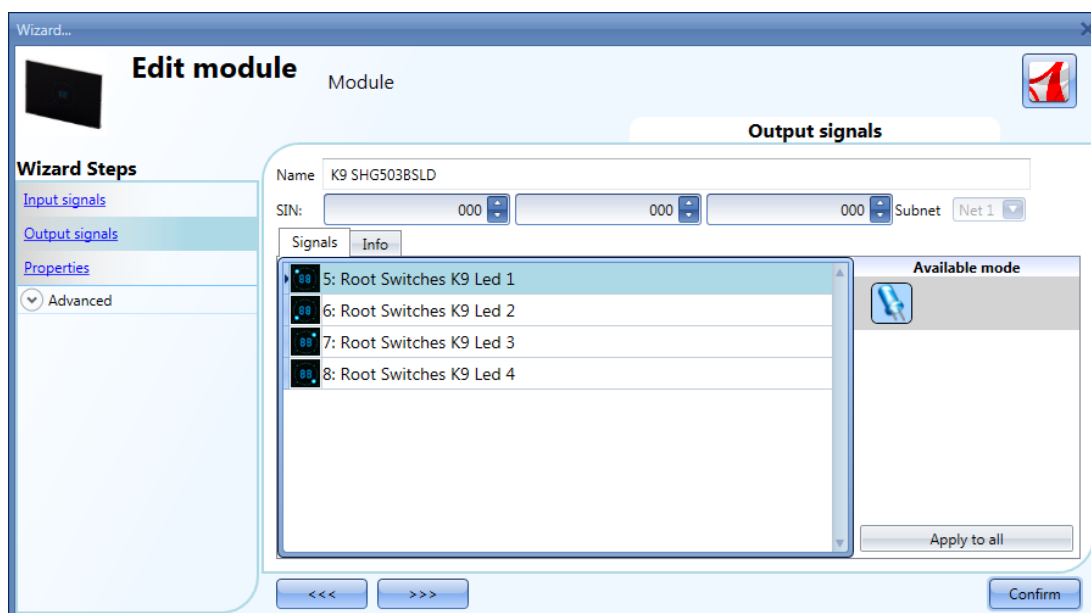 Wizard...
Edit module
Module
Output signals
Wizard Steps
Input signals
Output signals
Properties
Advanced
Name K9 SHG503BSLD
SIN: 000 000 000 Subnet Net 1
Signals Info
5: Root Switches K9 Led 1
6: Root Switches K9 Led 2
7: Root Switches K9 Led 3
8: Root Switches K9 Led 4
Available mode
Apply to all
<<< >>> Confirm